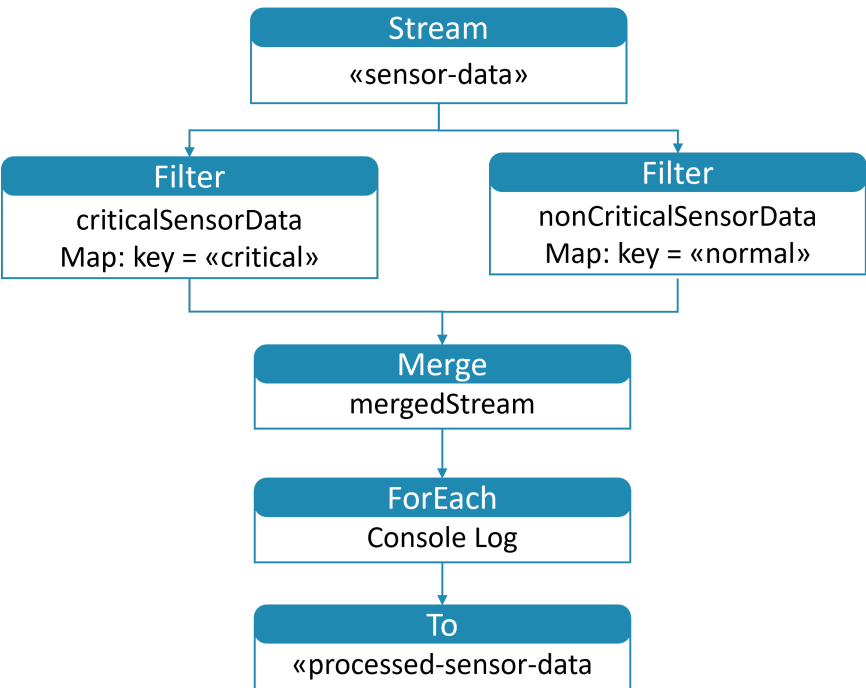 Stream
«sensor-data»
Filter
criticalSensorData
Map: key = «critical»
Filter
nonCriticalSensorData
Map: key = «normal»
Merge
mergedStream
ForEach
Console Log
To
«processed-sensor-data